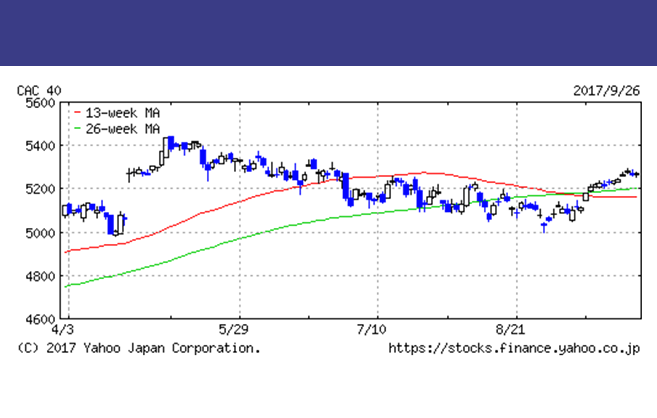 CAC 40 2017/9/26
5600
13-week MA
26-week MA
5400
5200
5000
4800
4600
4/3 5/29 7/10 8/21
(C) 2017 Yahoo Japan Corporation. https://stocks.finance.yahoo.co.jp